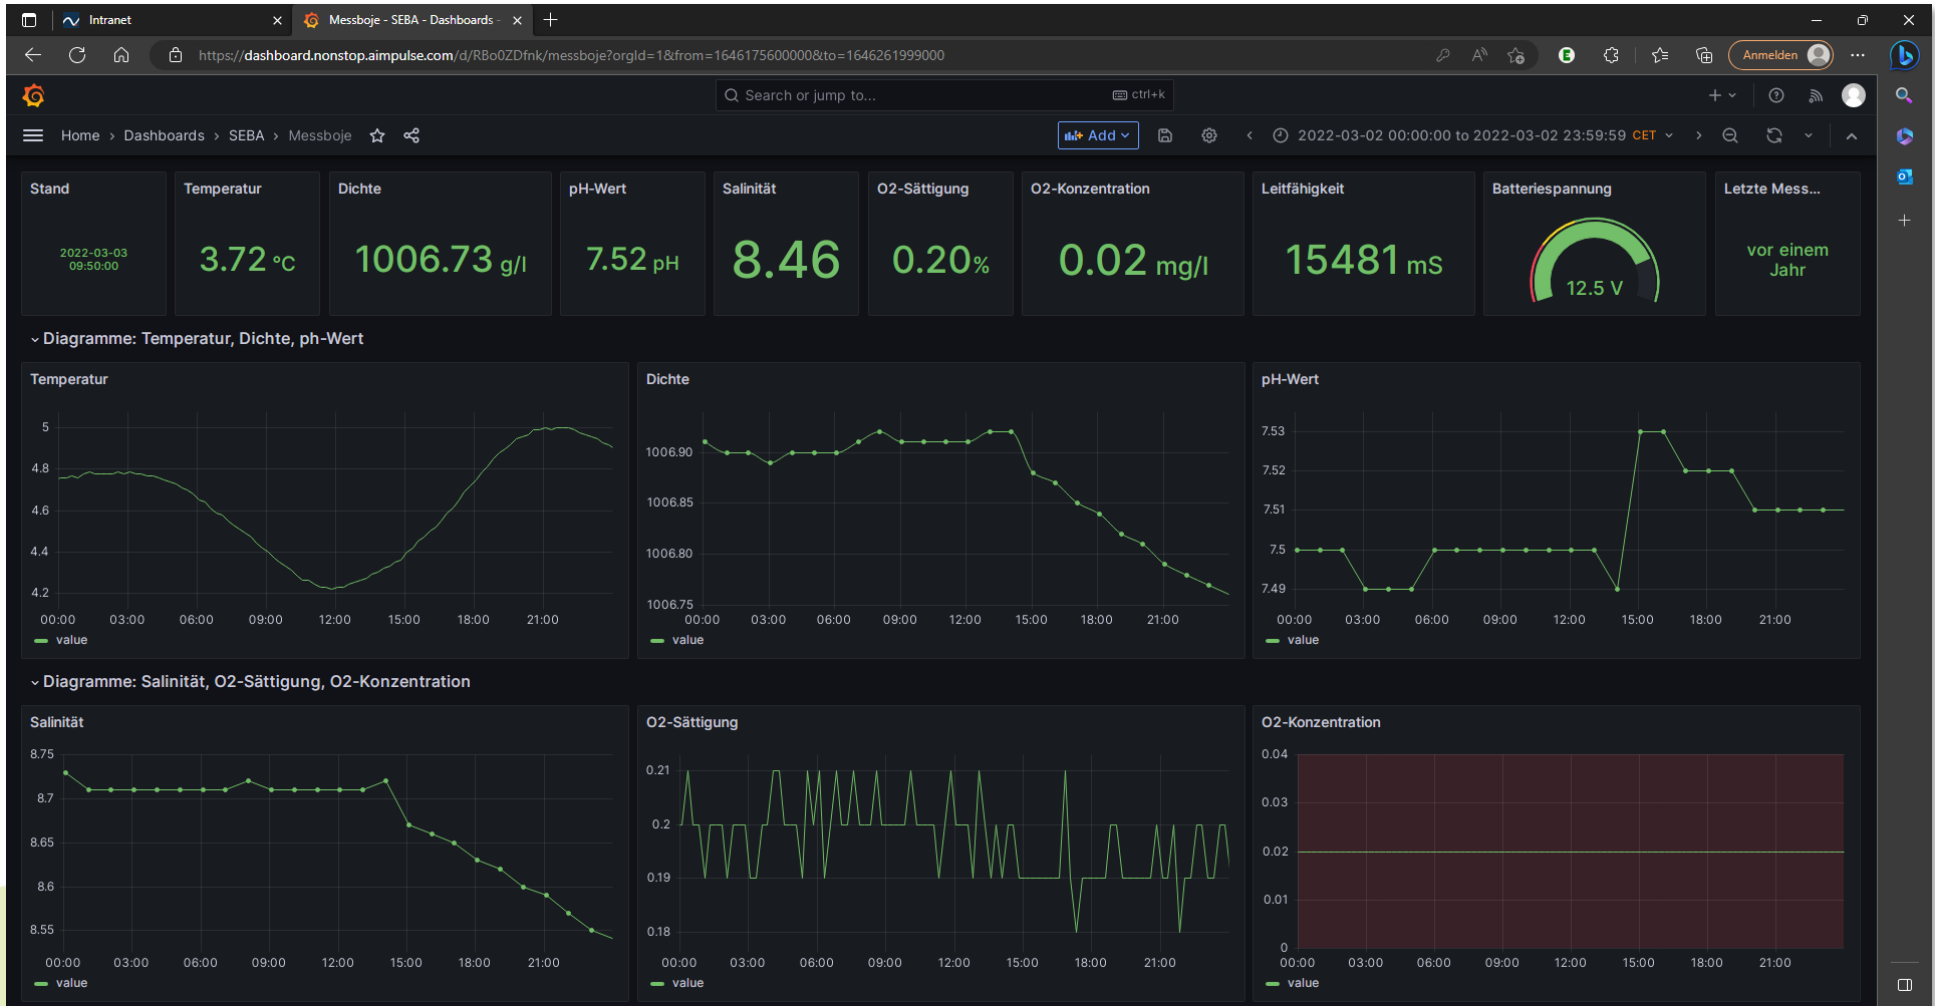 Intranet
Messboje - SEBA - Dashboards -
https://dashboard.nonstop.aimpulse.com/d/RBo0ZDfnk/messboje?orgId=1&from=1646175600000&to=1646261999000
Anmelden
Search or jump to...
ctrl+k
Home › Dashboards › SEBA › Messboje
Add
2022-03-02 00:00:00 to 2022-03-02 23:59:59 CET
Stand
2022-03-03
09:50:00
Temperatur
3.72 °C
Dichte
1006.73 g/l
pH-Wert
7.52 pH
Salinität
8.46
O2-Sättigung
0.20%
O2-Konzentration
0.02 mg/l
Leitfähigkeit
15481 mS
Batteriespannung
12.5 V
Letzte Mess...
vor einem
Jahr
Diagramme: Temperatur, Dichte, ph-Wert
Temperatur
5
4.8
4.6
4.4
4.2
00:00 03:00 06:00 09:00 12:00 15:00 18:00 21:00
value
Dichte
1006.90
1006.85
1006.80
1006.75
00:00 03:00 06:00 09:00 12:00 15:00 18:00 21:00
value
pH-Wert
7.53
7.52
7.51
7.5
7.49
00:00 03:00 06:00 09:00 12:00 15:00 18:00 21:00
value
Diagramme: Salinität, O2-Sättigung, O2-Konzentration
Salinität
8.75
8.7
8.65
8.6
8.55
00:00 03:00 06:00 09:00 12:00 15:00 18:00 21:00
value
O2-Sättigung
0.21
0.2
0.19
0.18
00:00 03:00 06:00 09:00 12:00 15:00 18:00 21:00
value
O2-Konzentration
0.04
0.03
0.02
0.01
0
00:00 03:00 06:00 09:00 12:00 15:00 18:00 21:00
value